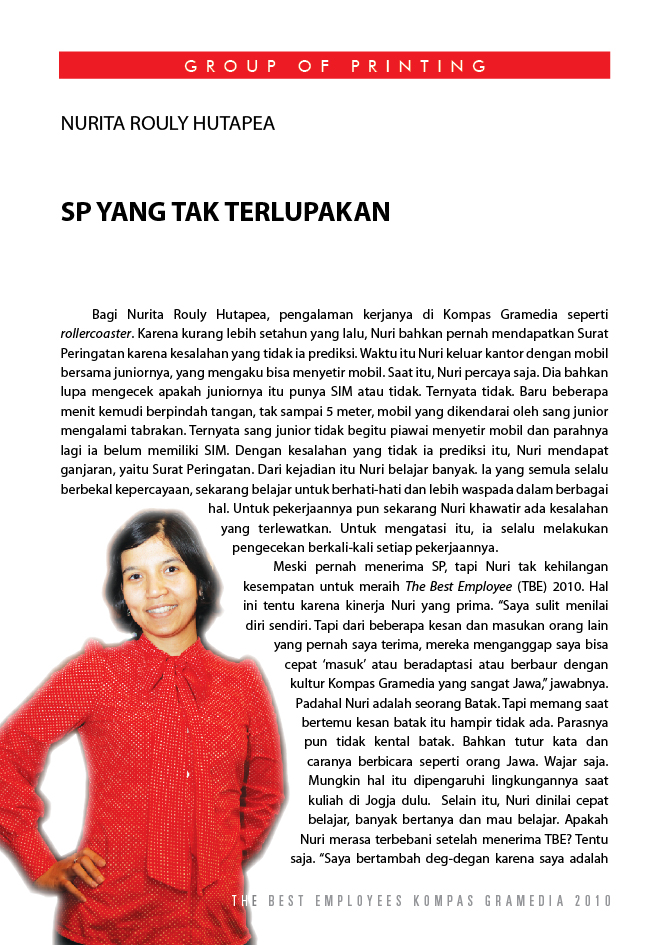 GROUP OF PRINTING
NURITA ROULY HUTAPEA
SP YANG TAK TERLUPAKAN
Bagi Nurita Rouly Hutapea, pengalaman kerjanya di Kompas Gramedia seperti
rollercoaster. Karena kurang lebih setahun yang lalu, Nuri bahkan pernah mendapatkan Surat
Peringatan karena kesalahan yang tidak ia prediksi. Waktu itu Nuri keluar kantor dengan mobil
bersama juniornya, yang mengaku bisa menyetir mobil. Saat itu, Nuri percaya saja. Dia bahkan
lupa mengecek apakah juniornya itu punya SIM atau tidak. Ternyata tidak. Baru beberapa
menit kemudi berpindah tangan, tak sampai 5 meter, mobil yang dikendarai oleh sang junior
mengalami tabrakan. Ternyata sang junior tidak begitu piawai menyetir mobil dan parahnya
lagi ia belum memiliki SIM. Dengan kesalahan yang tidak ia prediksi itu, Nuri mendapat
ganjaran, yaitu Surat Peringatan. Dari kejadian itu Nuri belajar banyak. Ia yang semula selalu
berbekal kepercayaan, sekarang belajar untuk berhati-hati dan lebih waspada dalam berbagai
hal. Untuk pekerjaannya pun sekarang Nuri khawatir ada kesalahan
yang terlewatkan. Untuk mengatasi itu, ia selalu melakukan
pengecekan berkali-kali setiap pekerjaannya.
Meski pernah menerima SP, tapi Nuri tak kehilangan
kesempatan untuk meraih The Best Employee (TBE) 2010. Hal
ini tentu karena kinerja Nuri yang prima. “Saya sulit menilai
diri sendiri. Tapi dari beberapa kesan dan masukan orang lain
yang pernah saya terima, mereka menganggap saya bisa
cepat ‘masuk’ atau beradaptasi atau berbaur dengan
kultur Kompas Gramedia yang sangat Jawa,” jawabnya.
Padahal Nuri adalah seorang Batak. Tapi memang saat
bertemu kesan batak itu hampir tidak ada. Parasnya
pun tidak kental batak. Bahkan tutur kata dan
caranya berbicara seperti orang Jawa. Wajar saja.
Mungkin hal itu dipengaruhi lingkungannya saat
kuliah di Jogja dulu. Selain itu, Nuri dinilai cepat
belajar, banyak bertanya dan mau belajar. Apakah
Nuri merasa terbebani setelah menerima TBE? Tentu
saja. “Saya bertambah deg-degan karena saya adalah
THE BEST EMPLOYEES KOMPAS GRAMEDIA 2010